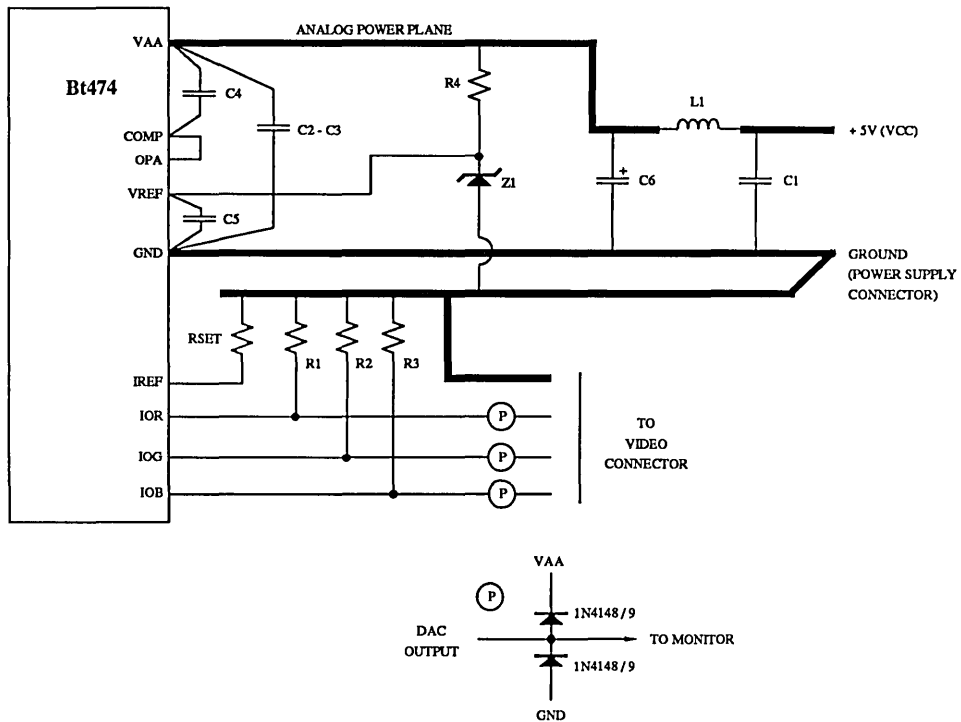 ANALOG POWER PLANE
VAA
Bt474
R4
C4
L1
C2 - C3
+ 5V (VCC)
COMP
OPA
+
Z1
C6
C1
VREF
C5
GND
GROUND
(POWER SUPPLY
CONNECTOR)
RSET
R1
R2
R3
IREF
IOR
P
TO
VIDEO
CONNECTOR
IOG
P
IOB
P
VAA
P
1N4148 / 9
DAC
OUTPUT
TO MONITOR
1N4148 / 9
GND